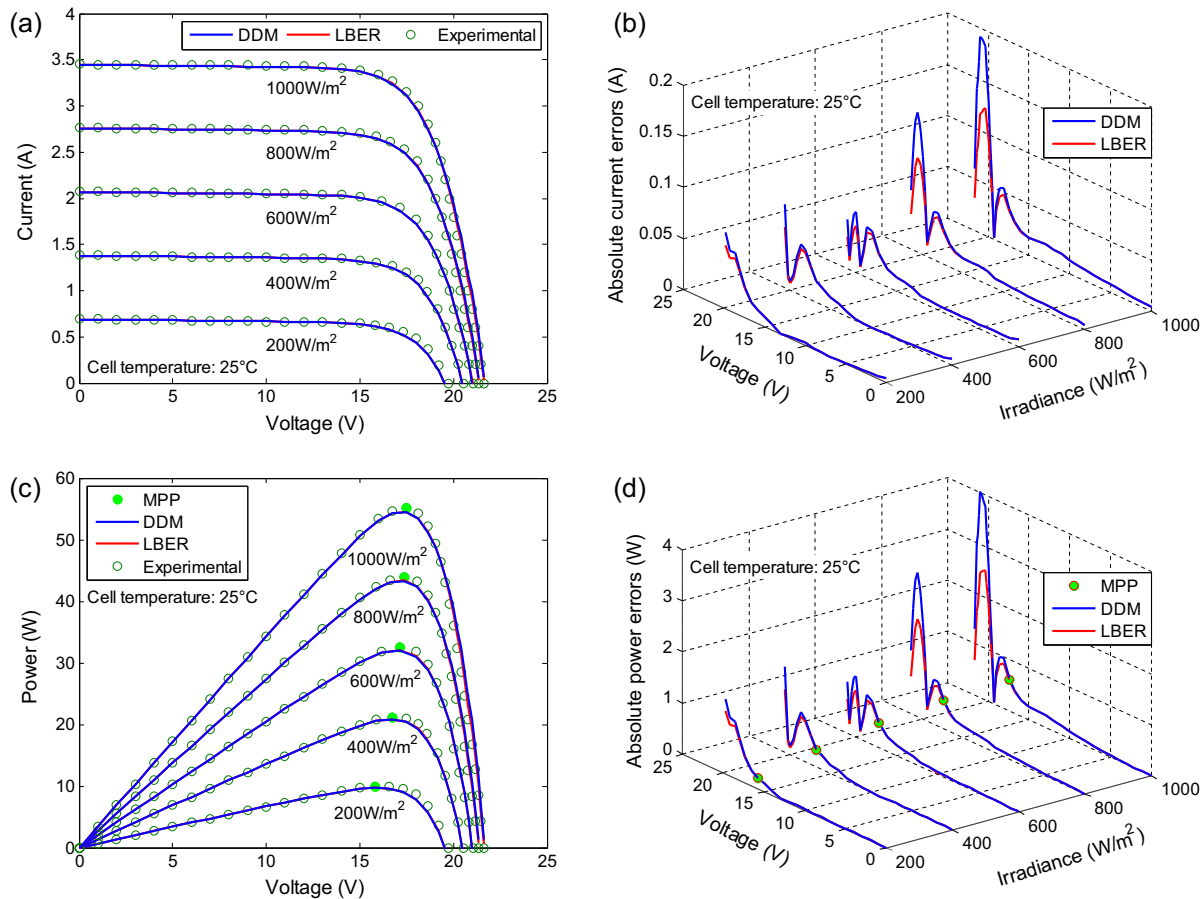 (a)
DDM LBER Experimental
4
3.5
3
2.5
2
1.5
1
0.5
0
Current (A)
1000W/m²
800W/m²
600W/m²
400W/m²
200W/m²
Cell temperature: 25°C
0 5 10 15 20 25
Voltage (V)
(b)
Cell temperature: 25°C
DDM
LBER
0.2
0.15
0.1
0.05
0
Absolute current errors (A)
25 20 15 10 5 0
Voltage (V)
200 400 600 800 1000
Irradiance (W/m²)
(c)
MPP
DDM
LBER
Experimental
Cell temperature: 25°C
60
50
40
30
20
10
0
Power (W)
1000W/m²
800W/m²
600W/m²
400W/m²
200W/m²
0 5 10 15 20 25
Voltage (V)
(d)
Cell temperature: 25°C
MPP
DDM
LBER
4
3
2
1
0
Absolute power errors (W)
25 20 15 10 5 0
Voltage (V)
200 400 600 800 1000
Irradiance (W/m²)